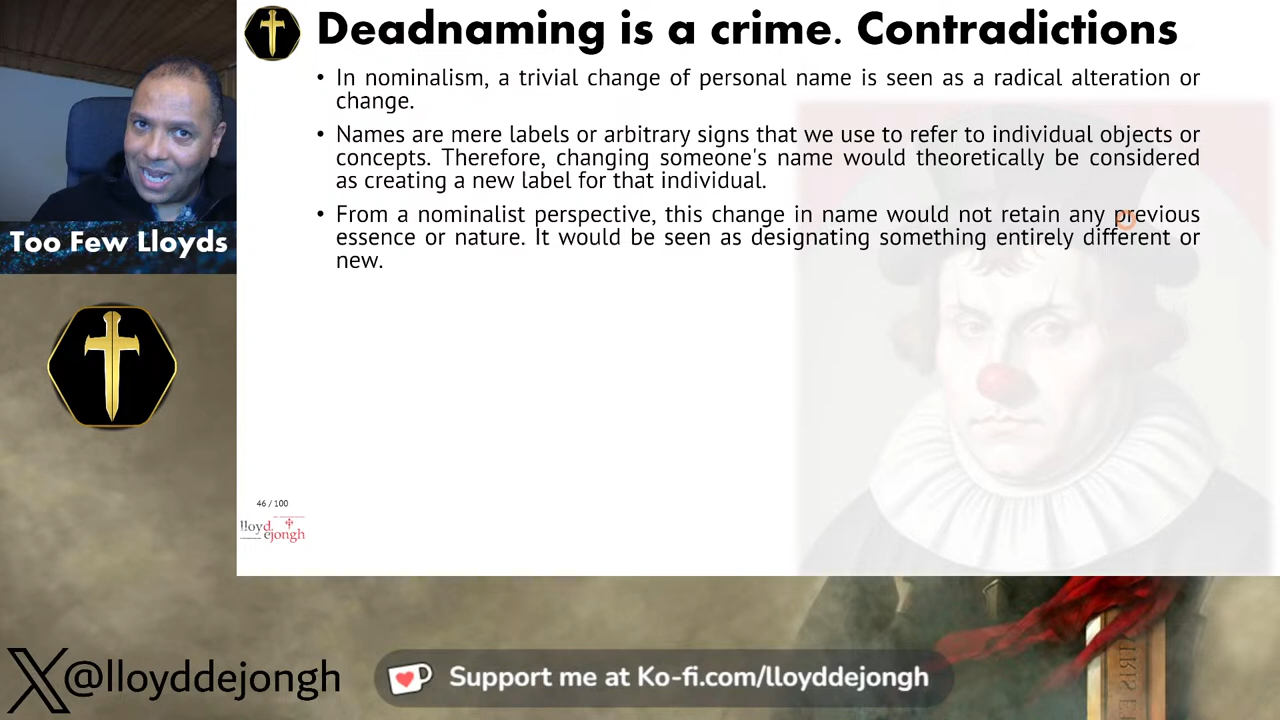 Deadnaming is a crime. Contradictions
• In nominalism, a trivial change of personal name is seen as a radical alteration or
change.
• Names are mere labels or arbitrary signs that we use to refer to individual objects or
concepts. Therefore, changing someone's name would theoretically be considered
as creating a new label for that individual.
• From a nominalist perspective, this change in name would not retain any previous
essence or nature. It would be seen as designating something entirely different or
new.
Too Few Lloyds
46 / 100
lloyd
ejongh
X@lloyddejongh
Support me at Ko-fi.com/lloyddejongh